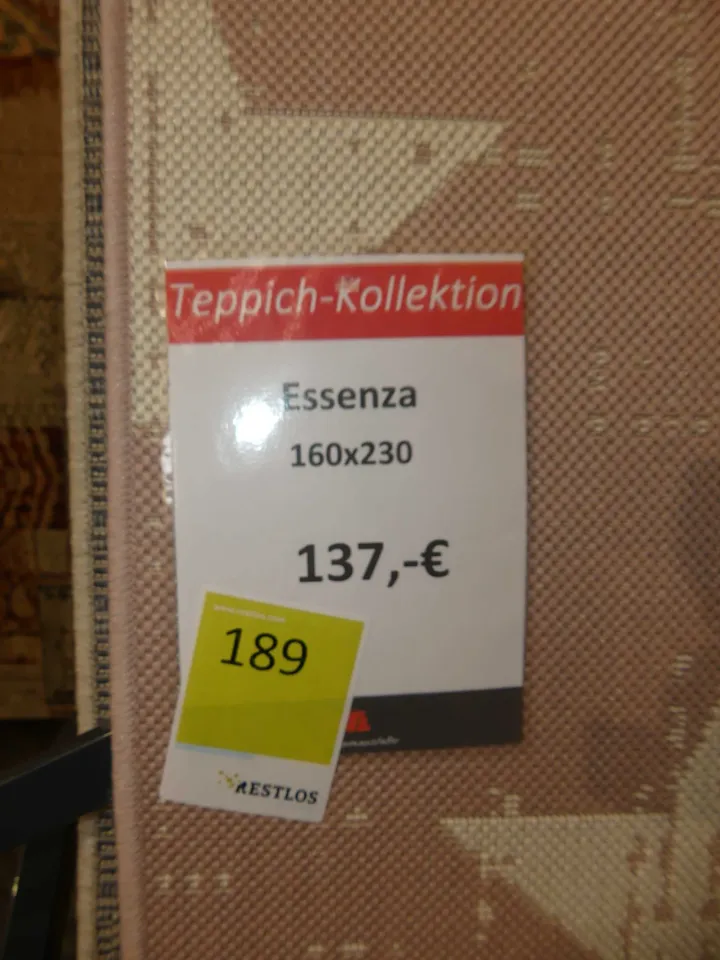 Teppich-Kollektion
Essenza
160x230
137,-€
189
RESTLOS